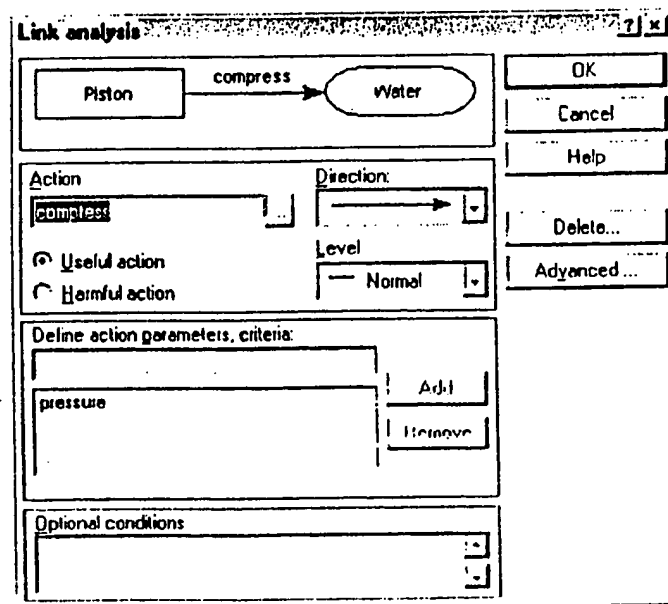 Link analysis ? ×
compress
Piston Water
OK
Cancel
Help
Delete...
Advanced ...
Action Direction:
compress ...
Useful action
Harmful action
Level
Normal
Define action parameters, criteria:
pressure
Add
Remove
Optional conditions